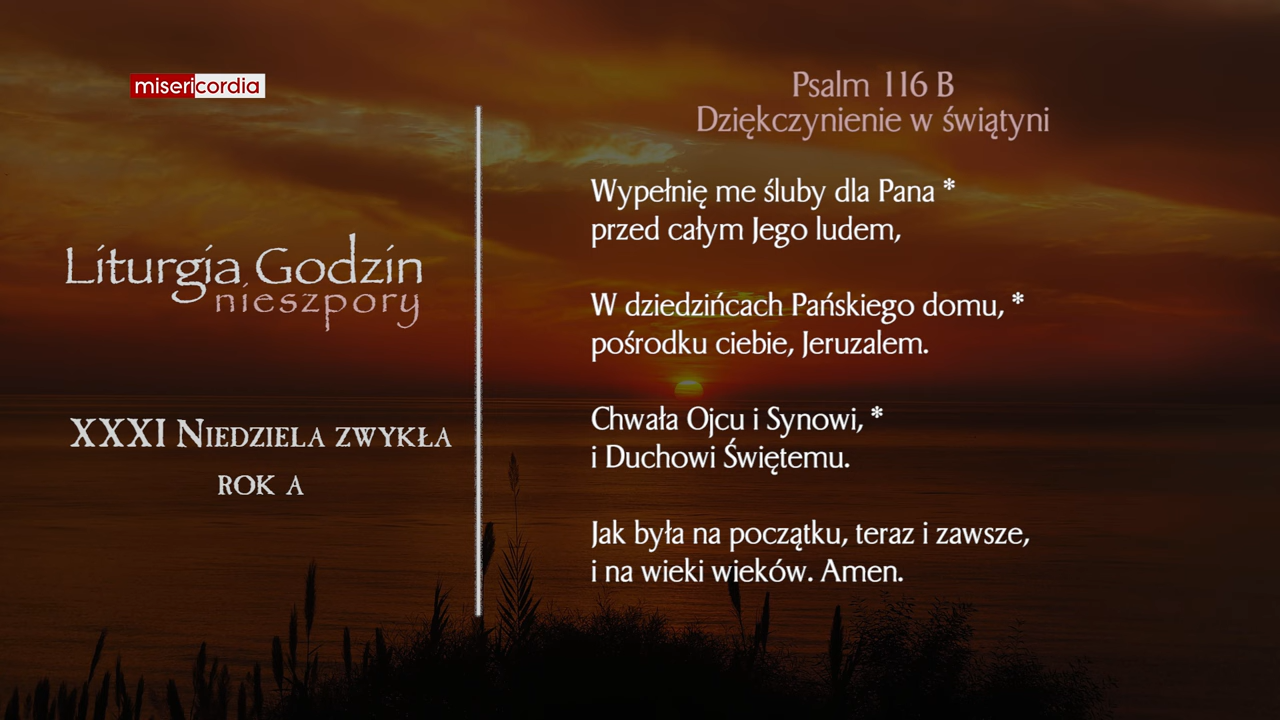 misericordia
Liturgia Godzin
nieszpory
XXXI Niedziela zwykła
rok A
Psalm 116 B
Dziękczynienie w świątyni
Wypełnię me śluby dla Pana *
przed całym Jego ludem,
W dziedzińcach Pańskiego domu, *
pośrodku ciebie, Jeruzalem.
Chwała Ojcu i Synowi, *
i Duchowi Świętemu.
Jak była na początku, teraz i zawsze,
i na wieki wieków. Amen.